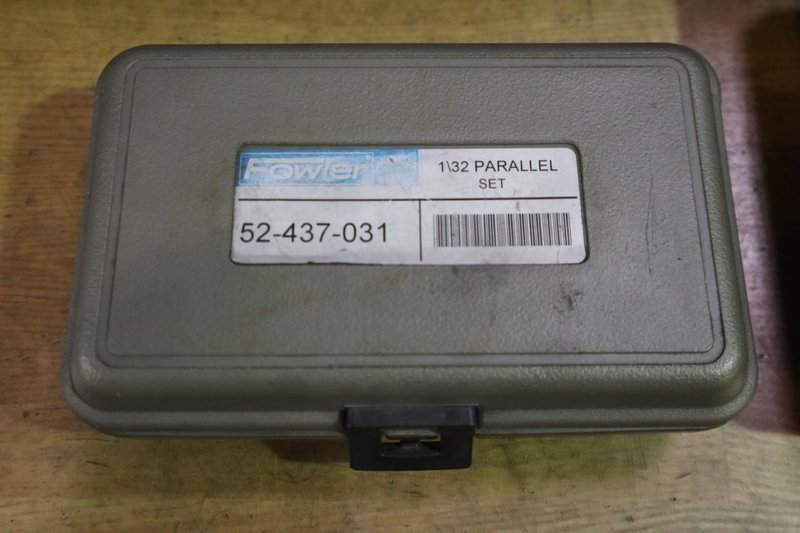 Fowler
1\32 PARALLEL
SET
52-437-031